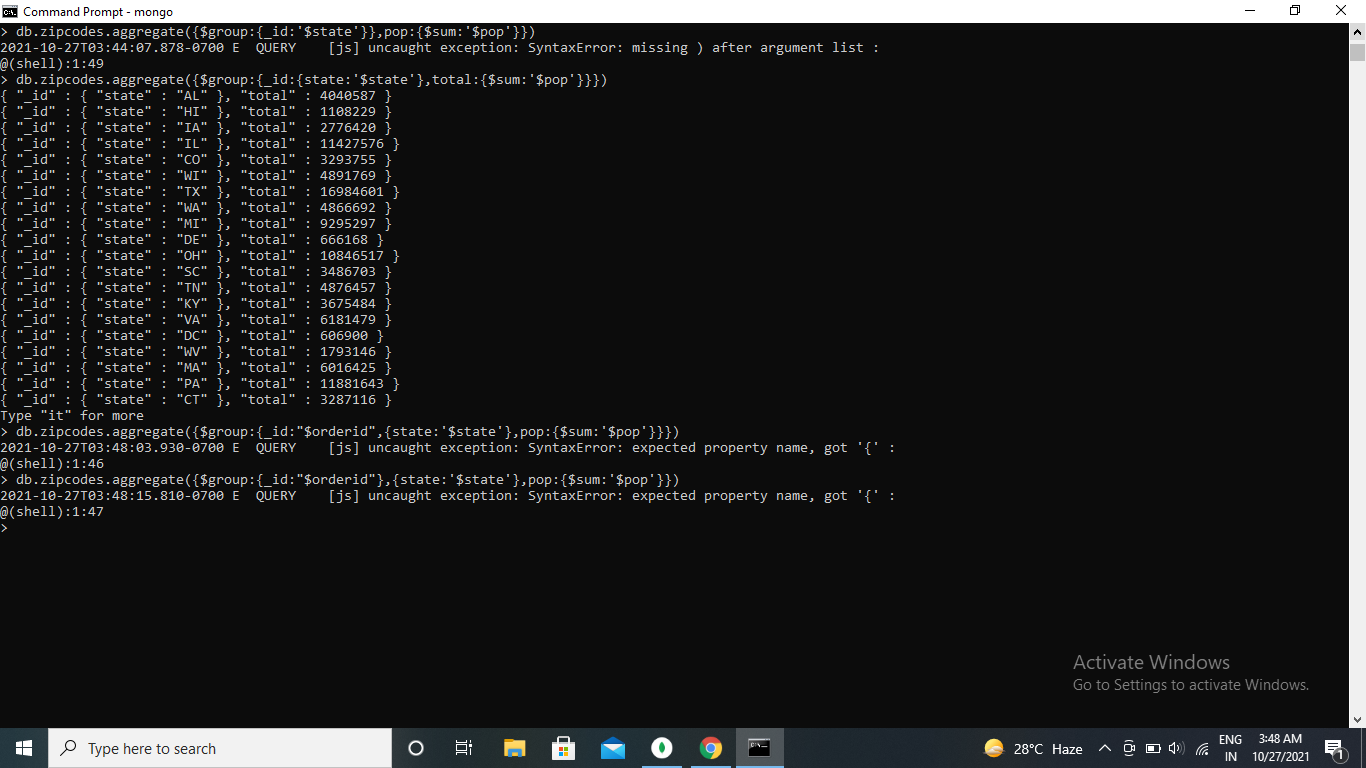 Command Prompt - mongo
> db.zipcodes.aggregate({$group:{_id:'$state'}},pop:{$sum:'$pop'}})
2021-10-27T03:44:07.878-0700 E  QUERY    [js] uncaught exception: SyntaxError: missing ) after argument list :
@(shell):1:49
> db.zipcodes.aggregate({$group:{_id:{state:'$state'},total:{$sum:'$pop'}}})
{ "_id" : { "state" : "AL" }, "total" : 4040587 }
{ "_id" : { "state" : "HI" }, "total" : 1108229 }
{ "_id" : { "state" : "IA" }, "total" : 2776420 }
{ "_id" : { "state" : "IL" }, "total" : 11427576 }
{ "_id" : { "state" : "CO" }, "total" : 3293755 }
{ "_id" : { "state" : "WI" }, "total" : 4891769 }
{ "_id" : { "state" : "TX" }, "total" : 16984601 }
{ "_id" : { "state" : "WA" }, "total" : 4866692 }
{ "_id" : { "state" : "MI" }, "total" : 9295297 }
{ "_id" : { "state" : "DE" }, "total" : 666168 }
{ "_id" : { "state" : "OH" }, "total" : 10846517 }
{ "_id" : { "state" : "SC" }, "total" : 3486703 }
{ "_id" : { "state" : "TN" }, "total" : 4876457 }
{ "_id" : { "state" : "KY" }, "total" : 3675484 }
{ "_id" : { "state" : "VA" }, "total" : 6181479 }
{ "_id" : { "state" : "DC" }, "total" : 606900 }
{ "_id" : { "state" : "WV" }, "total" : 1793146 }
{ "_id" : { "state" : "MA" }, "total" : 6016425 }
{ "_id" : { "state" : "PA" }, "total" : 11881643 }
{ "_id" : { "state" : "CT" }, "total" : 3287116 }
Type "it" for more
> db.zipcodes.aggregate({$group:{_id:"$orderid",{state:'$state'},pop:{$sum:'$pop'}}})
2021-10-27T03:48:03.930-0700 E  QUERY    [js] uncaught exception: SyntaxError: expected property name, got '{' :
@(shell):1:46
> db.zipcodes.aggregate({$group:{_id:"$orderid"},{state:'$state'},pop:{$sum:'$pop'}})
2021-10-27T03:48:15.810-0700 E  QUERY    [js] uncaught exception: SyntaxError: expected property name, got '{' :
@(shell):1:47
>
Activate Windows
Go to Settings to activate Windows.
Type here to search
28°C Haze
ENG
IN
3:48 AM
10/27/2021
1